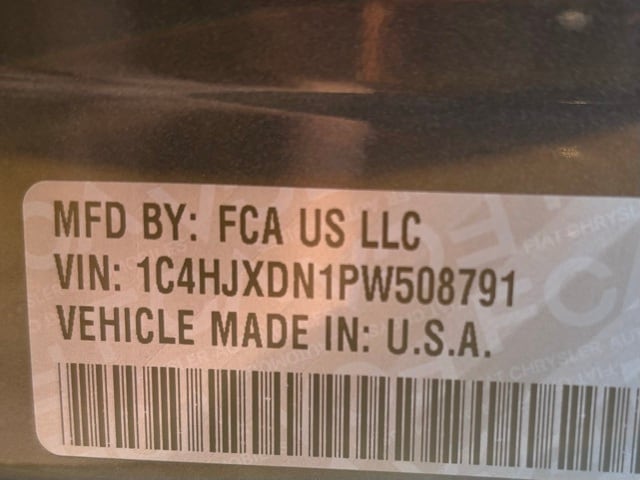 MFD BY: FCA US LLC
VIN: 1C4HJXDN1PW508791
VEHICLE MADE IN: U.S.A.